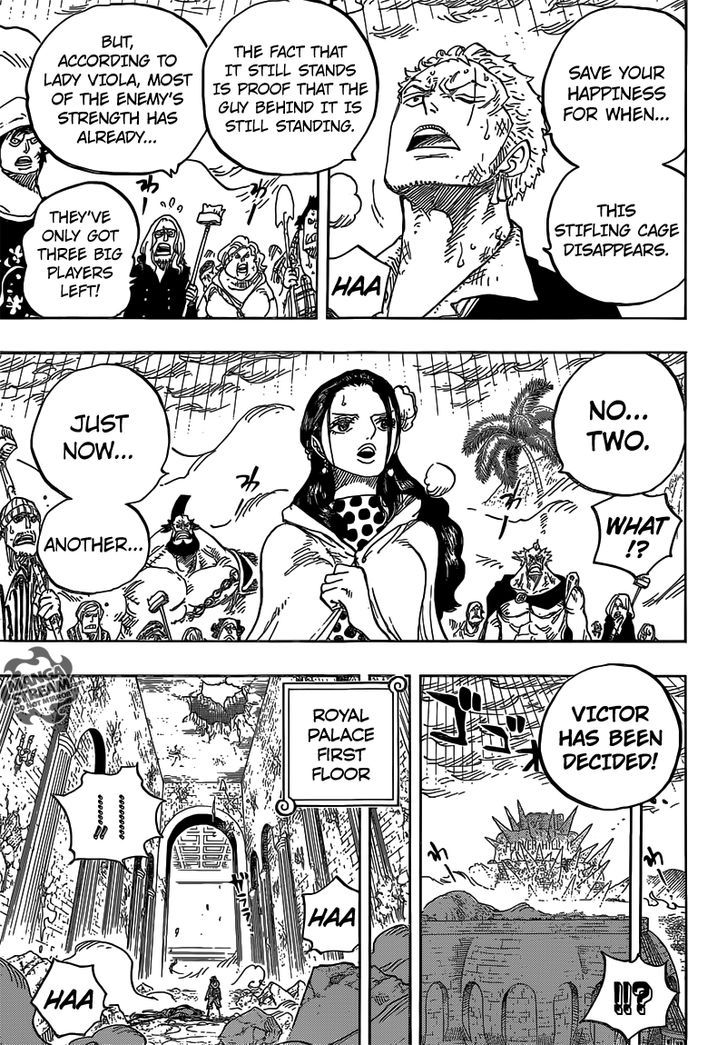 SAVE YOUR
HAPPINESS
FOR WHEN...
THIS
STIFLING CAGE
DISAPPEARS.
HAA
THE FACT THAT
IT STILL STANDS
IS PROOF THAT THE
GUY BEHIND IT IS
STILL STANDING.
BUT,
ACCORDING TO
LADY VIOLA, MOST
OF THE ENEMY'S
STRENGTH HAS
ALREADY...
THEY'VE
ONLY GOT
THREE BIG
PLAYERS
LEFT!
NO...
TWO.
WHAT
!?
JUST
NOW...
ANOTHER...
VICTOR
HAS BEEN
DECIDED!
!!?
ROYAL
PALACE
FIRST
FLOOR
!!
HAA
HAA
MANGA
STREAM